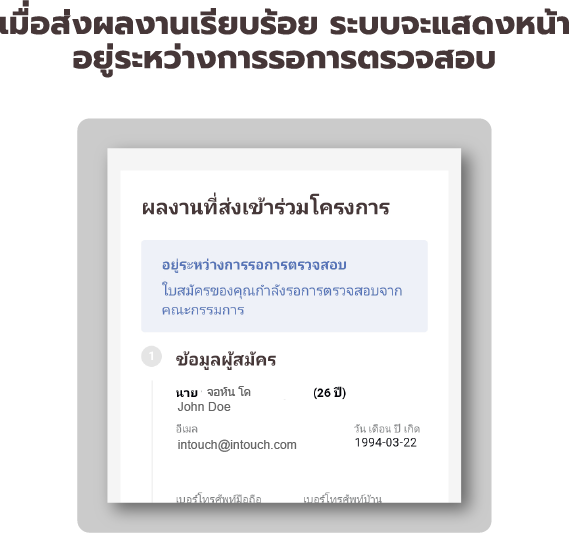 เมื่อส่งผลงานเรียบร้อย ระบบจะแสดงหน้า
อยู่ระหว่างการรอการตรวจสอบ
ผลงานที่ส่งเข้าร่วมโครงการ
อยู่ระหว่างการรอการตรวจสอบ
ใบสมัครของคุณกำลังรอการตรวจสอบจาก
คณะกรรมการ
1 ข้อมูลผู้สมัคร
นาย จอห์น โด (26 ปี)
John Doe
อีเมล วัน เดือน ปี เกิด
intouch@intouch.com 1994-03-22
เบอร์โทรศัพท์มือถือ เบอร์โทรศัพท์บ้าน